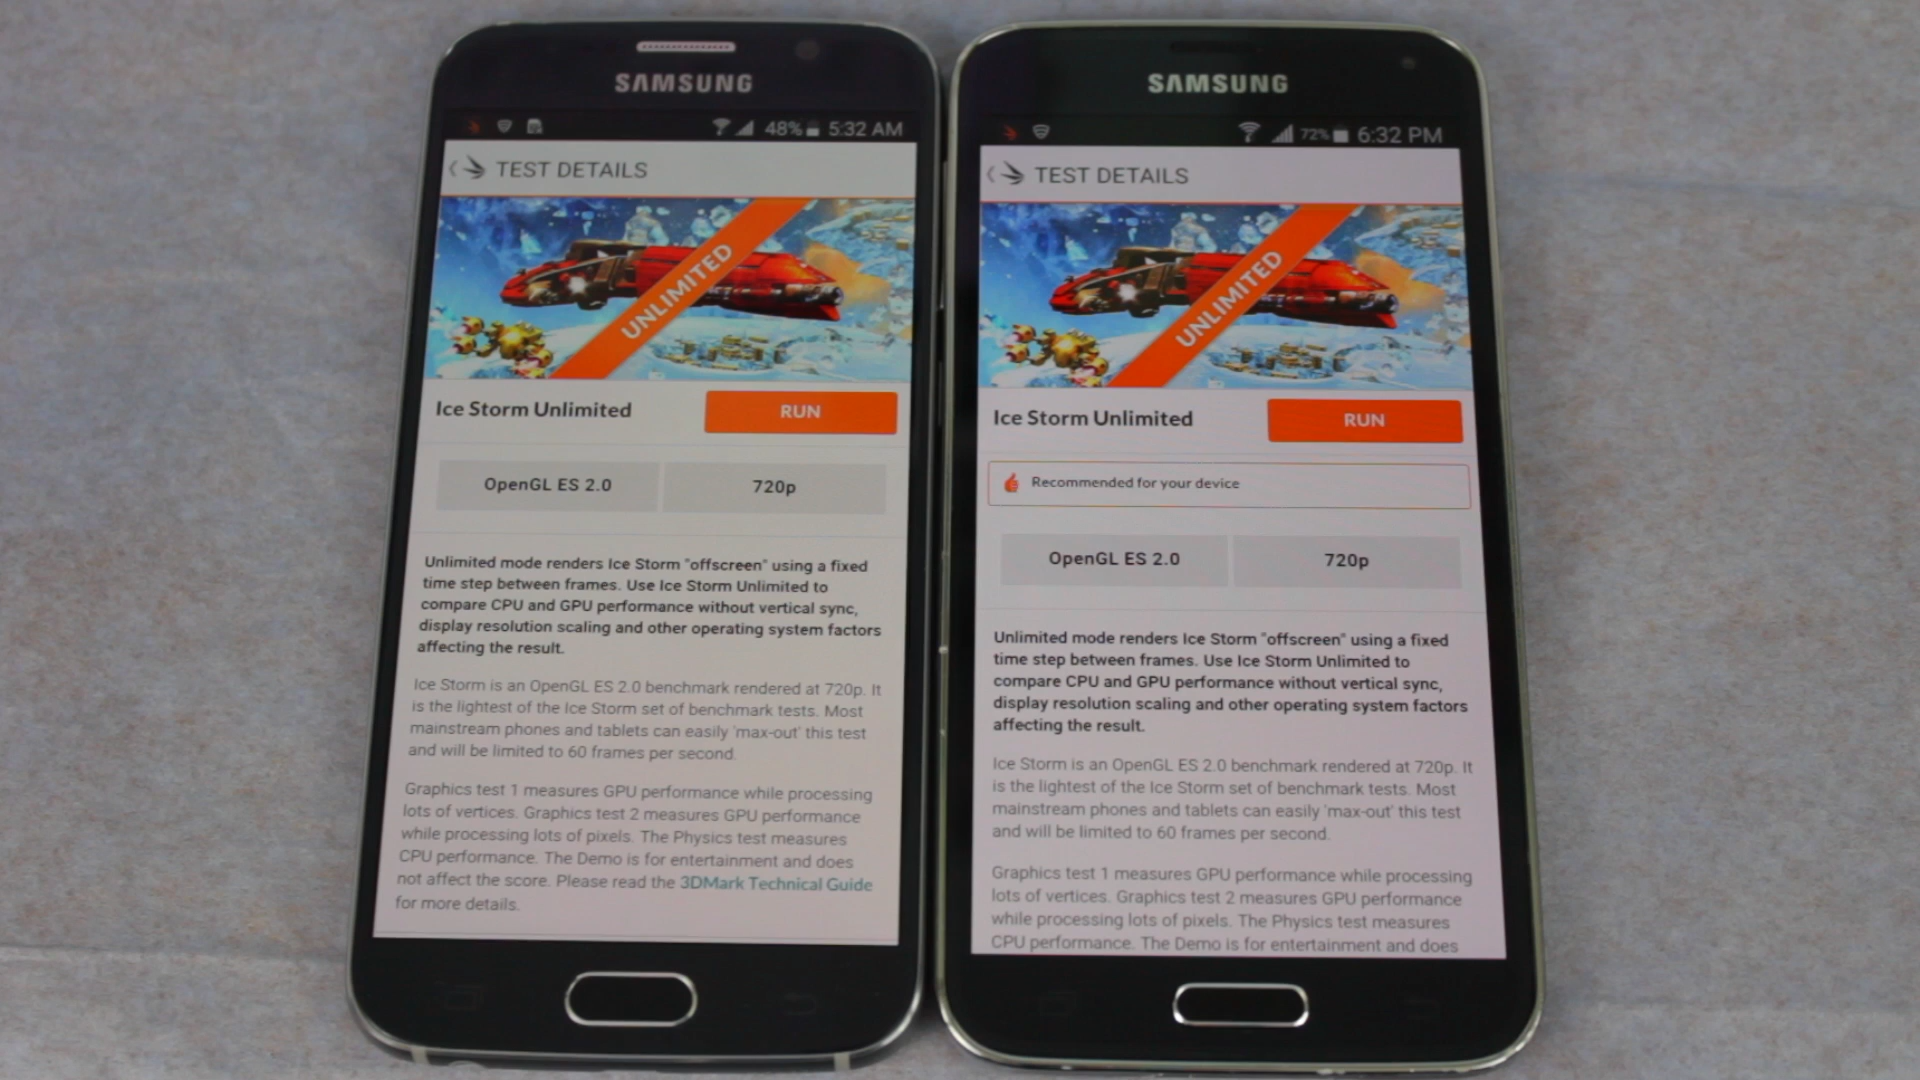 SAMSUNG
48% 5:32 AM
TEST DETAILS
UNLIMITED
Ice Storm Unlimited
RUN
OpenGL ES 2.0
720p
Unlimited mode renders Ice Storm "offscreen" using a fixed
time step between frames. Use Ice Storm Unlimited to
compare CPU and GPU performance without vertical sync,
display resolution scaling and other operating system factors
affecting the result.
Ice Storm is an OpenGL ES 2.0 benchmark rendered at 720p. It
is the lightest of the Ice Storm set of benchmark tests. Most
mainstream phones and tablets can easily 'max-out' this test
and will be limited to 60 frames per second.
Graphics test 1 measures GPU performance while processing
lots of vertices. Graphics test 2 measures GPU performance
while processing lots of pixels. The Physics test measures
CPU performance. The Demo is for entertainment and does
not affect the score. Please read the 3DMark Technical Guide
for more details.
SAMSUNG
72% 6:32 PM
TEST DETAILS
UNLIMITED
Ice Storm Unlimited
RUN
Recommended for your device
OpenGL ES 2.0
720p
Unlimited mode renders Ice Storm "offscreen" using a fixed
time step between frames. Use Ice Storm Unlimited to
compare CPU and GPU performance without vertical sync,
display resolution scaling and other operating system factors
affecting the result.
Ice Storm is an OpenGL ES 2.0 benchmark rendered at 720p. It
is the lightest of the Ice Storm set of benchmark tests. Most
mainstream phones and tablets can easily 'max-out' this test
and will be limited to 60 frames per second.
Graphics test 1 measures GPU performance while processing
lots of vertices. Graphics test 2 measures GPU performance
while processing lots of pixels. The Physics test measures
CPU performance. The Demo is for entertainment and does